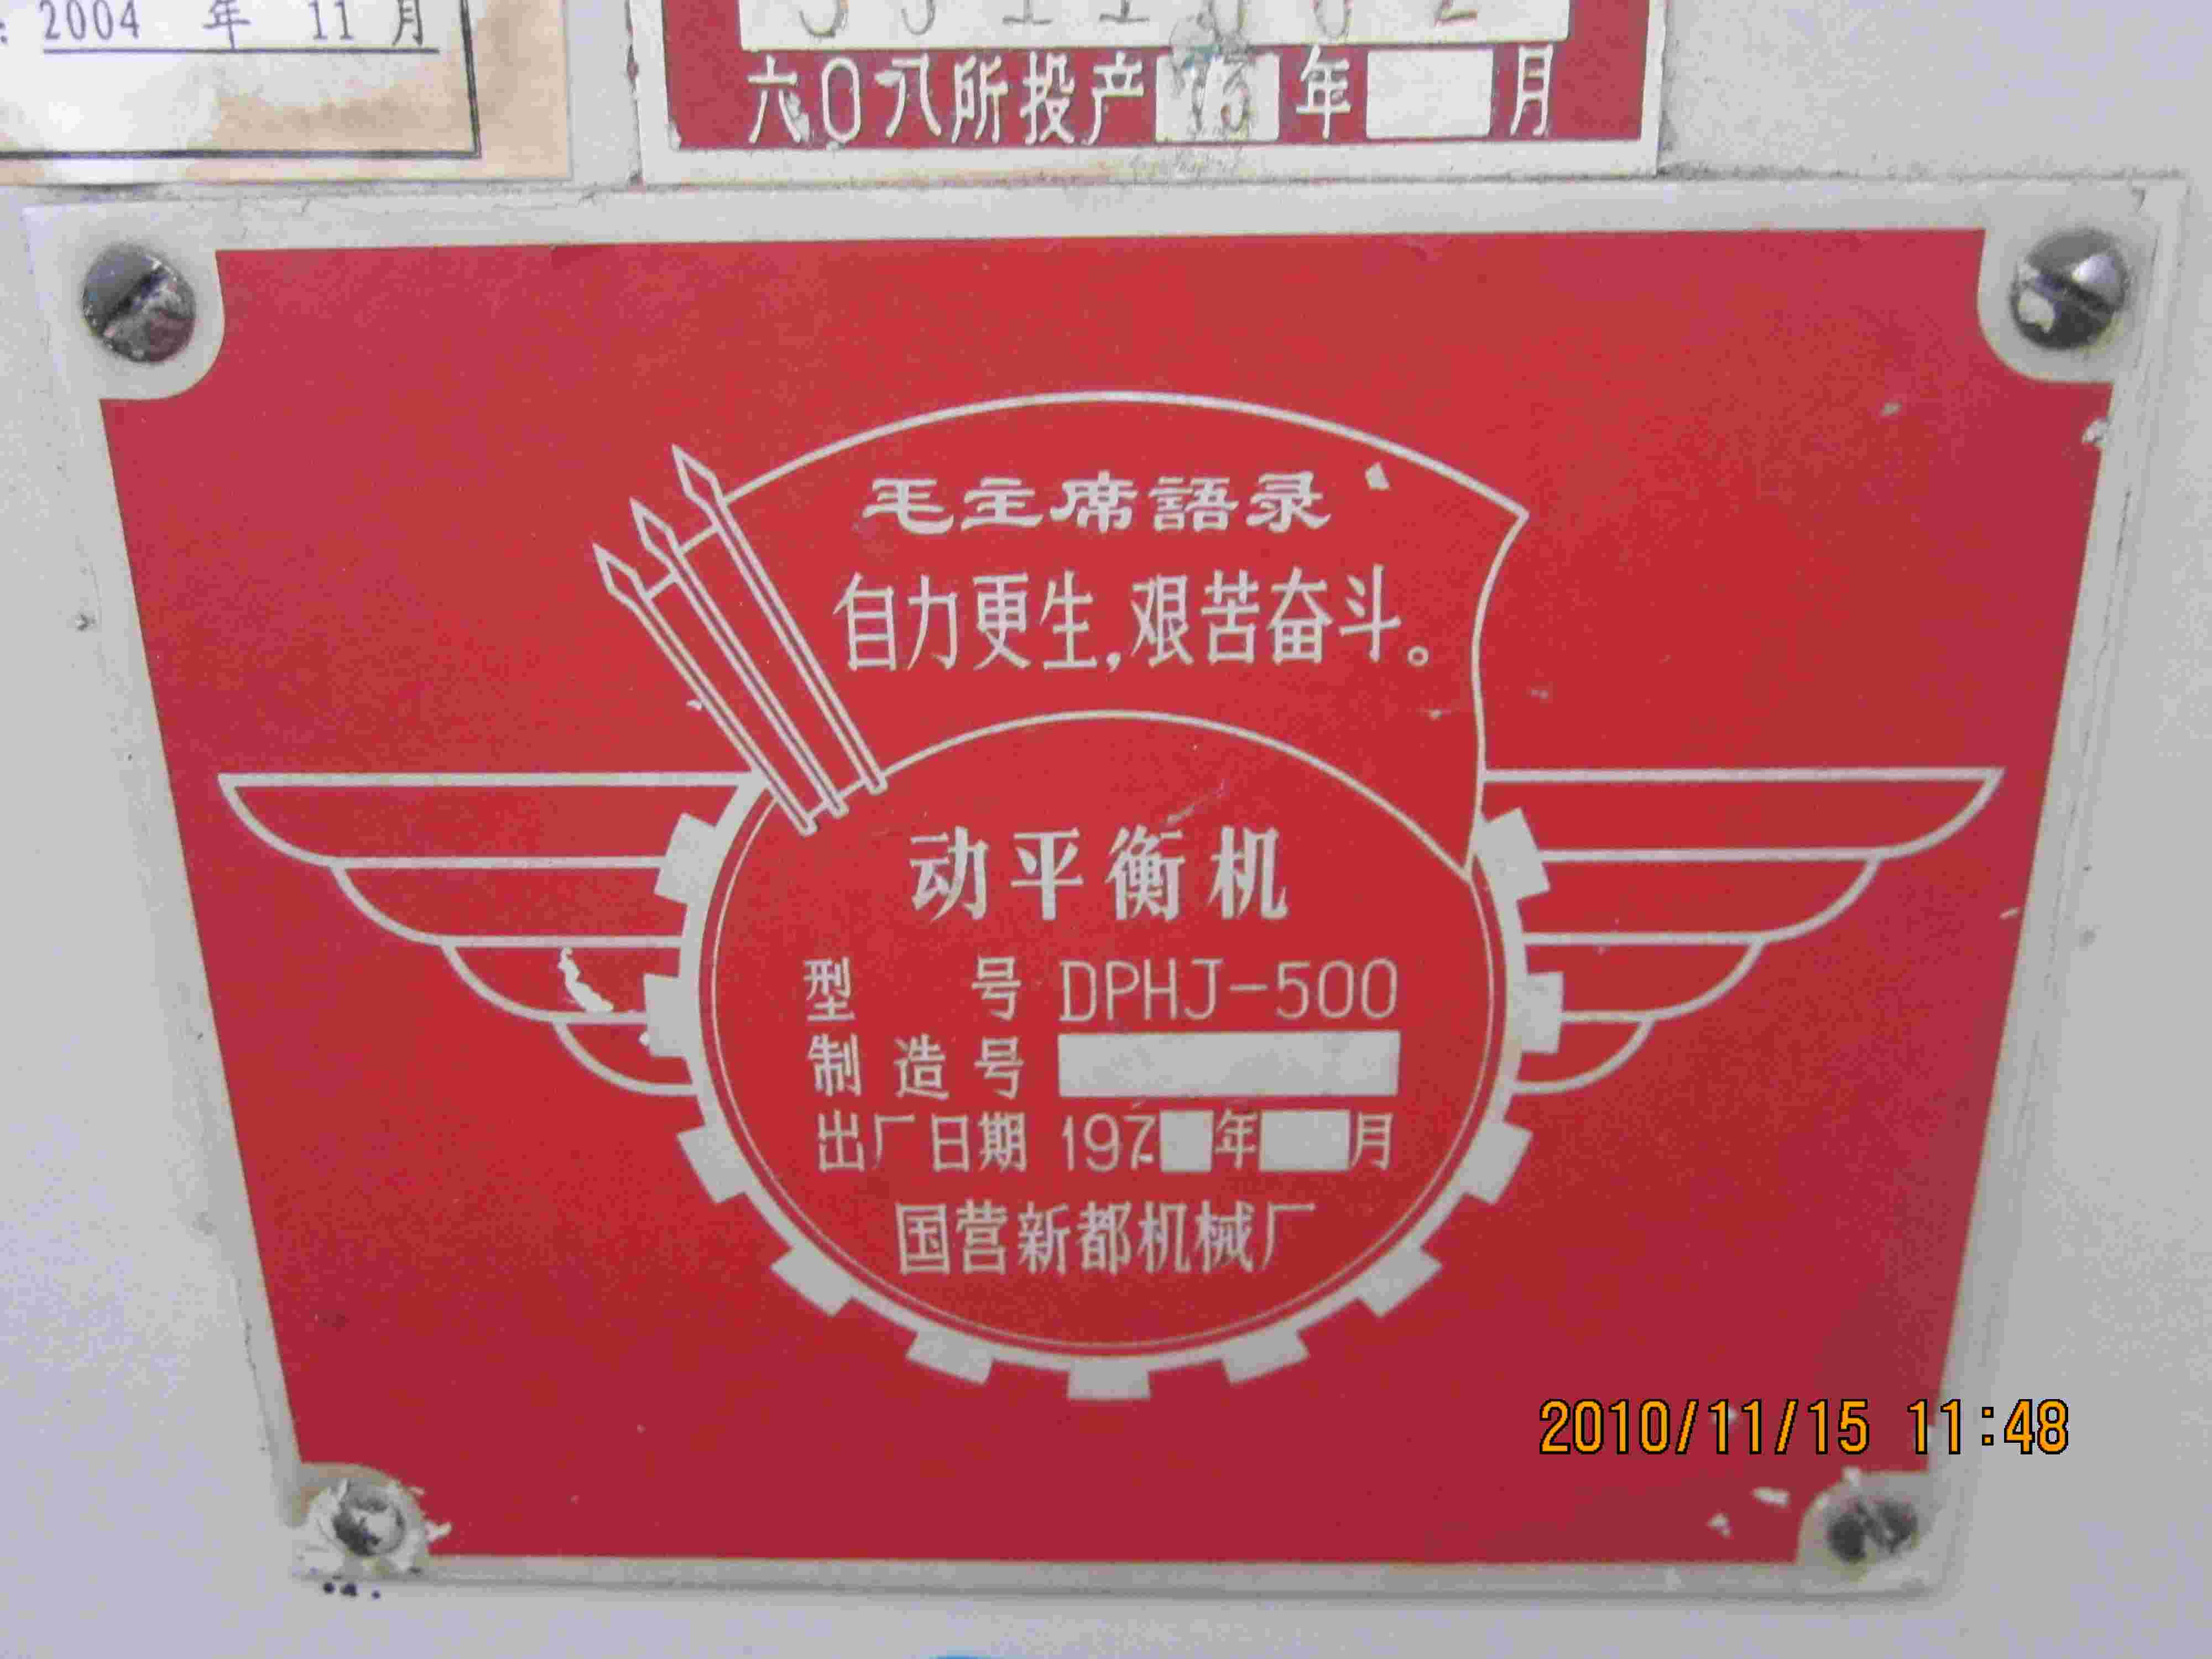 2004 年 11 月
六〇八所投产 年 月
毛主席語录
自力更生,艰苦奋斗。
动平衡机
型 号 DPHJ-500
制造号
出厂日期 197 年 月
国营新都机械厂
2010/11/15 11:48